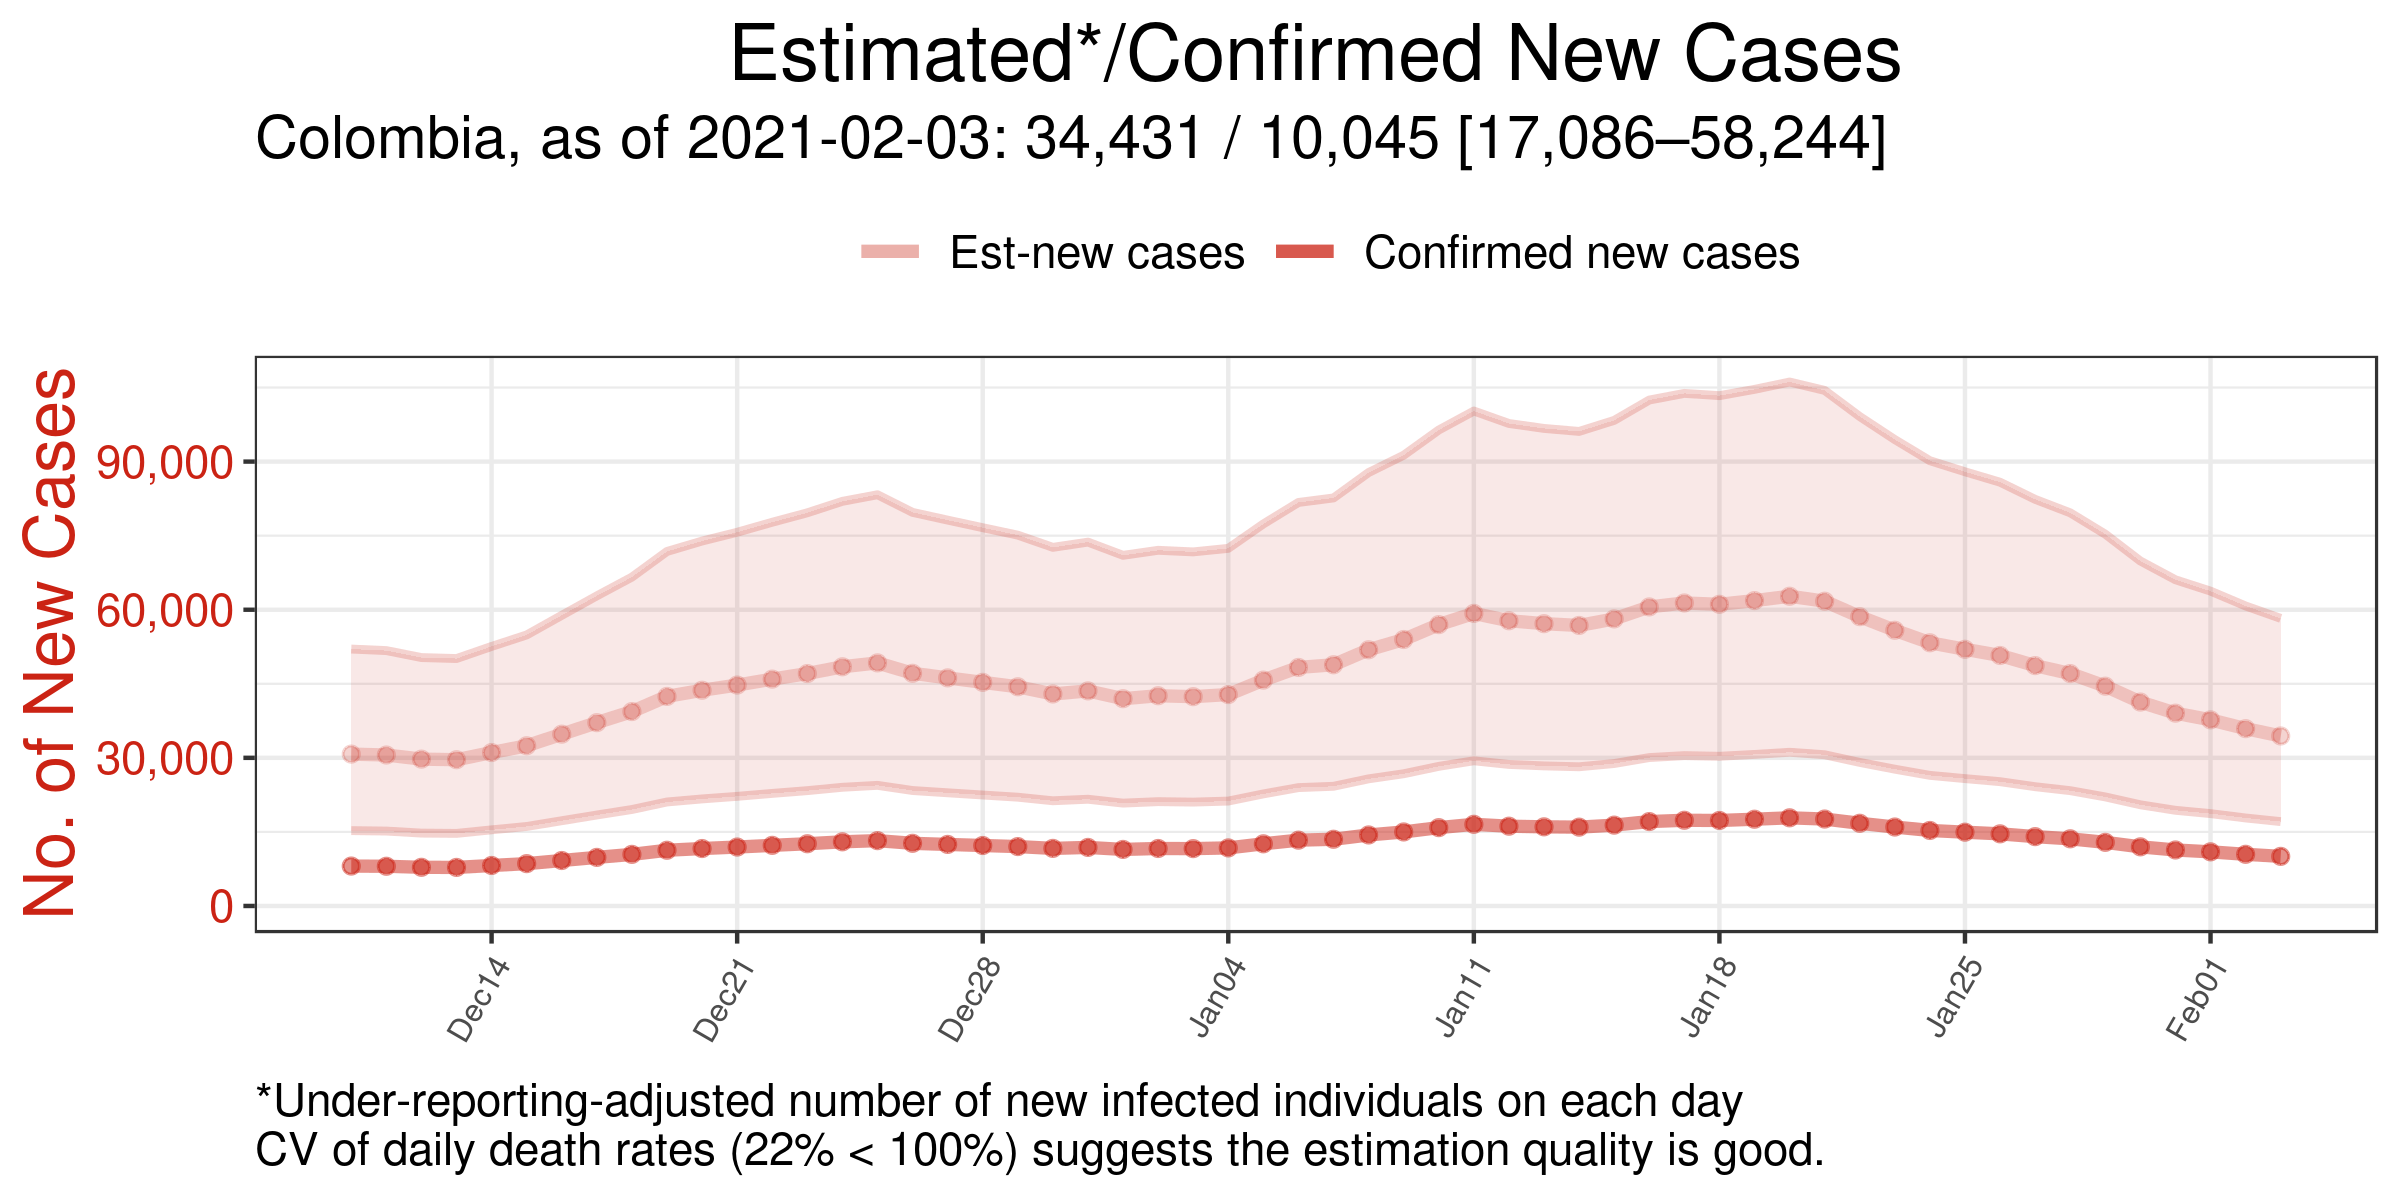 Estimated*/Confirmed New Cases
Colombia, as of 2021-02-03: 34,431 / 10,045 [17,086–58,244]
Est-new cases
Confirmed new cases
No. of New Cases
90,000
60,000
30,000
0
Dec14
Dec21
Dec28
Jan04
Jan11
Jan18
Jan25
Feb01
*Under-reporting-adjusted number of new infected individuals on each day
CV of daily death rates (22% < 100%) suggests the estimation quality is good.